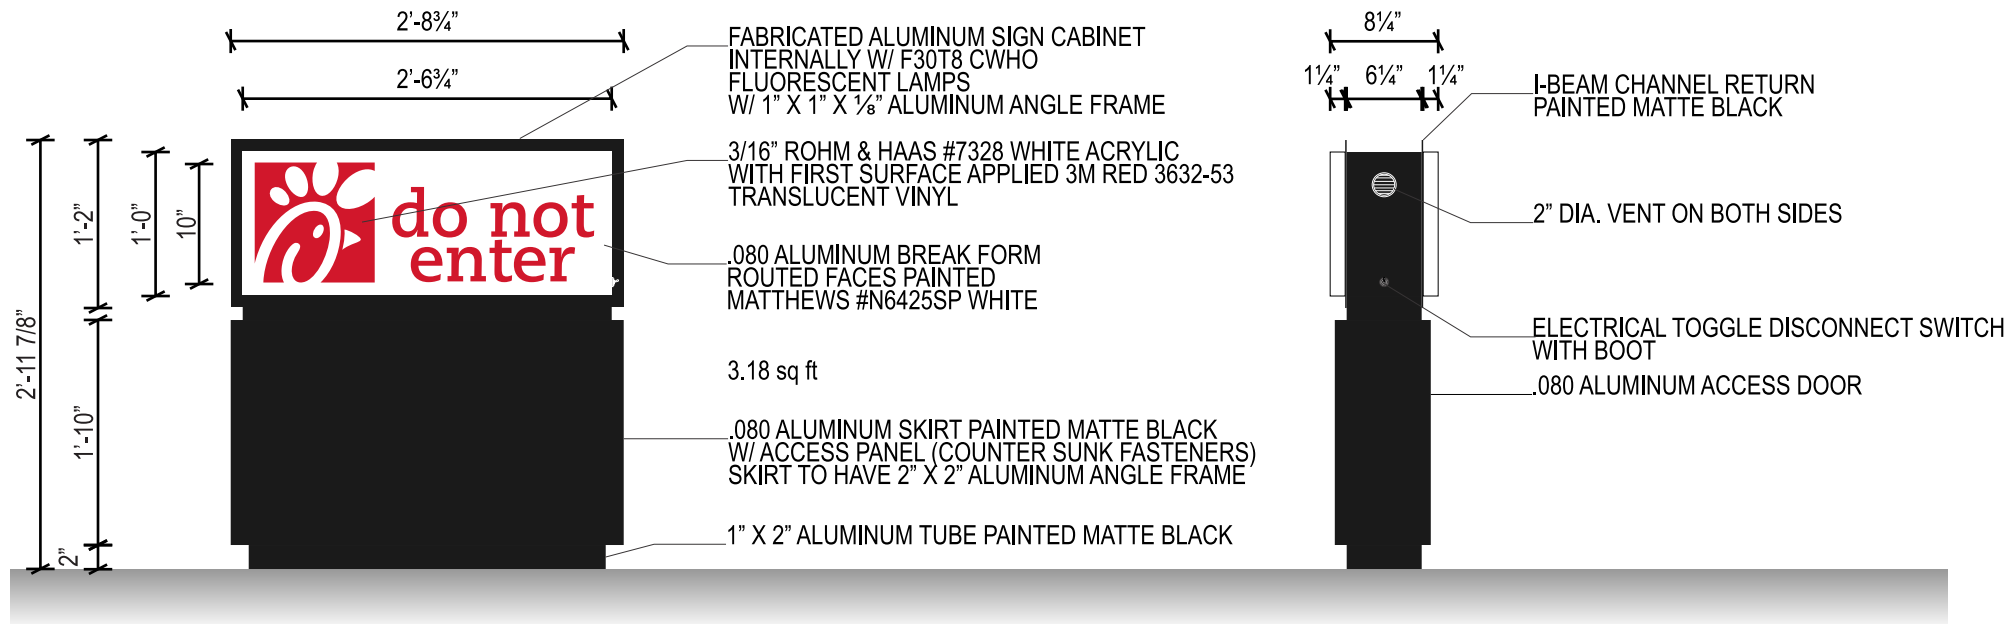 2'-8¾"
2'-6¾"
2'-11 7/8"
1'-2"
1'-0"
10"
1'-10"
2"
do not
enter
FABRICATED ALUMINUM SIGN CABINET
INTERNALLY W/ F30T8 CWHO
FLUORESCENT LAMPS
W/ 1" X 1" X ⅛" ALUMINUM ANGLE FRAME
3/16" ROHM & HAAS #7328 WHITE ACRYLIC
WITH FIRST SURFACE APPLIED 3M RED 3632-53
TRANSLUCENT VINYL
.080 ALUMINUM BREAK FORM
ROUTED FACES PAINTED
MATTHEWS #N6425SP WHITE
3.18 sq ft
.080 ALUMINUM SKIRT PAINTED MATTE BLACK
W/ ACCESS PANEL (COUNTER SUNK FASTENERS)
SKIRT TO HAVE 2" X 2" ALUMINUM ANGLE FRAME
1" X 2" ALUMINUM TUBE PAINTED MATTE BLACK
8¼"
1¼" 6¼" 1¼"
I-BEAM CHANNEL RETURN
PAINTED MATTE BLACK
2" DIA. VENT ON BOTH SIDES
ELECTRICAL TOGGLE DISCONNECT SWITCH
WITH BOOT
.080 ALUMINUM ACCESS DOOR